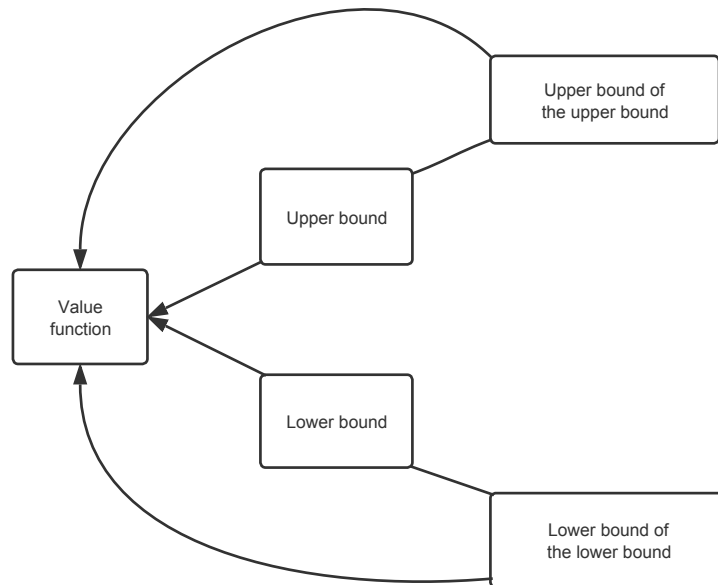 Upper bound of
the upper bound
Upper bound
Value
function
Lower bound
Lower bound of
the lower bound